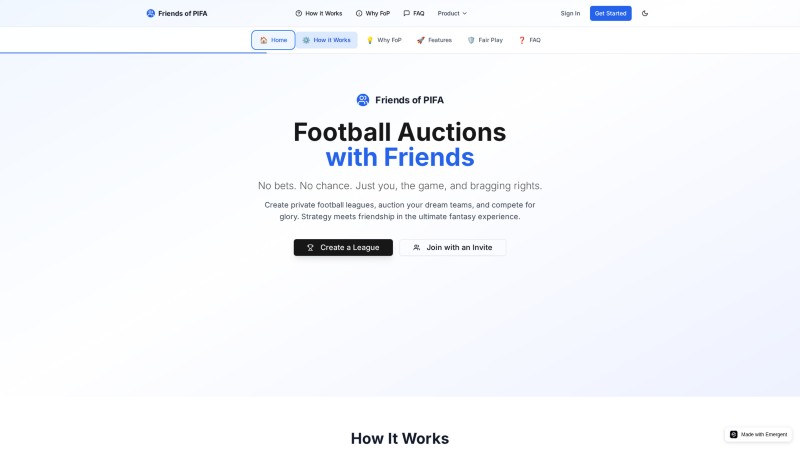 Friends of PIFA
How it Works
Why FoP
FAQ
Product
Sign In
Get Started
Home
How it Works
Why FoP
Features
Fair Play
FAQ
Friends of PIFA
Football Auctions
with Friends
No bets. No chance. Just you, the game, and bragging rights.
Create private football leagues, auction your dream teams, and compete for
glory. Strategy meets friendship in the ultimate fantasy experience.
Create a League
Join with an Invite
How It Works
Made with Emergent